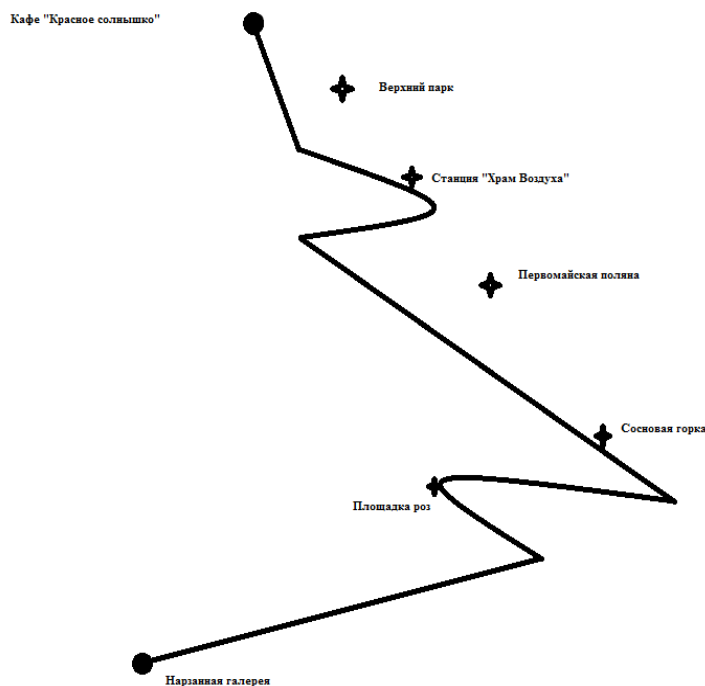 Кафе "Красное солнышко"
Верхний парк
Станция "Храм Воздуха"
Первомайская поляна
Сосновая горка
Площадка роз
Нарзанная галерея